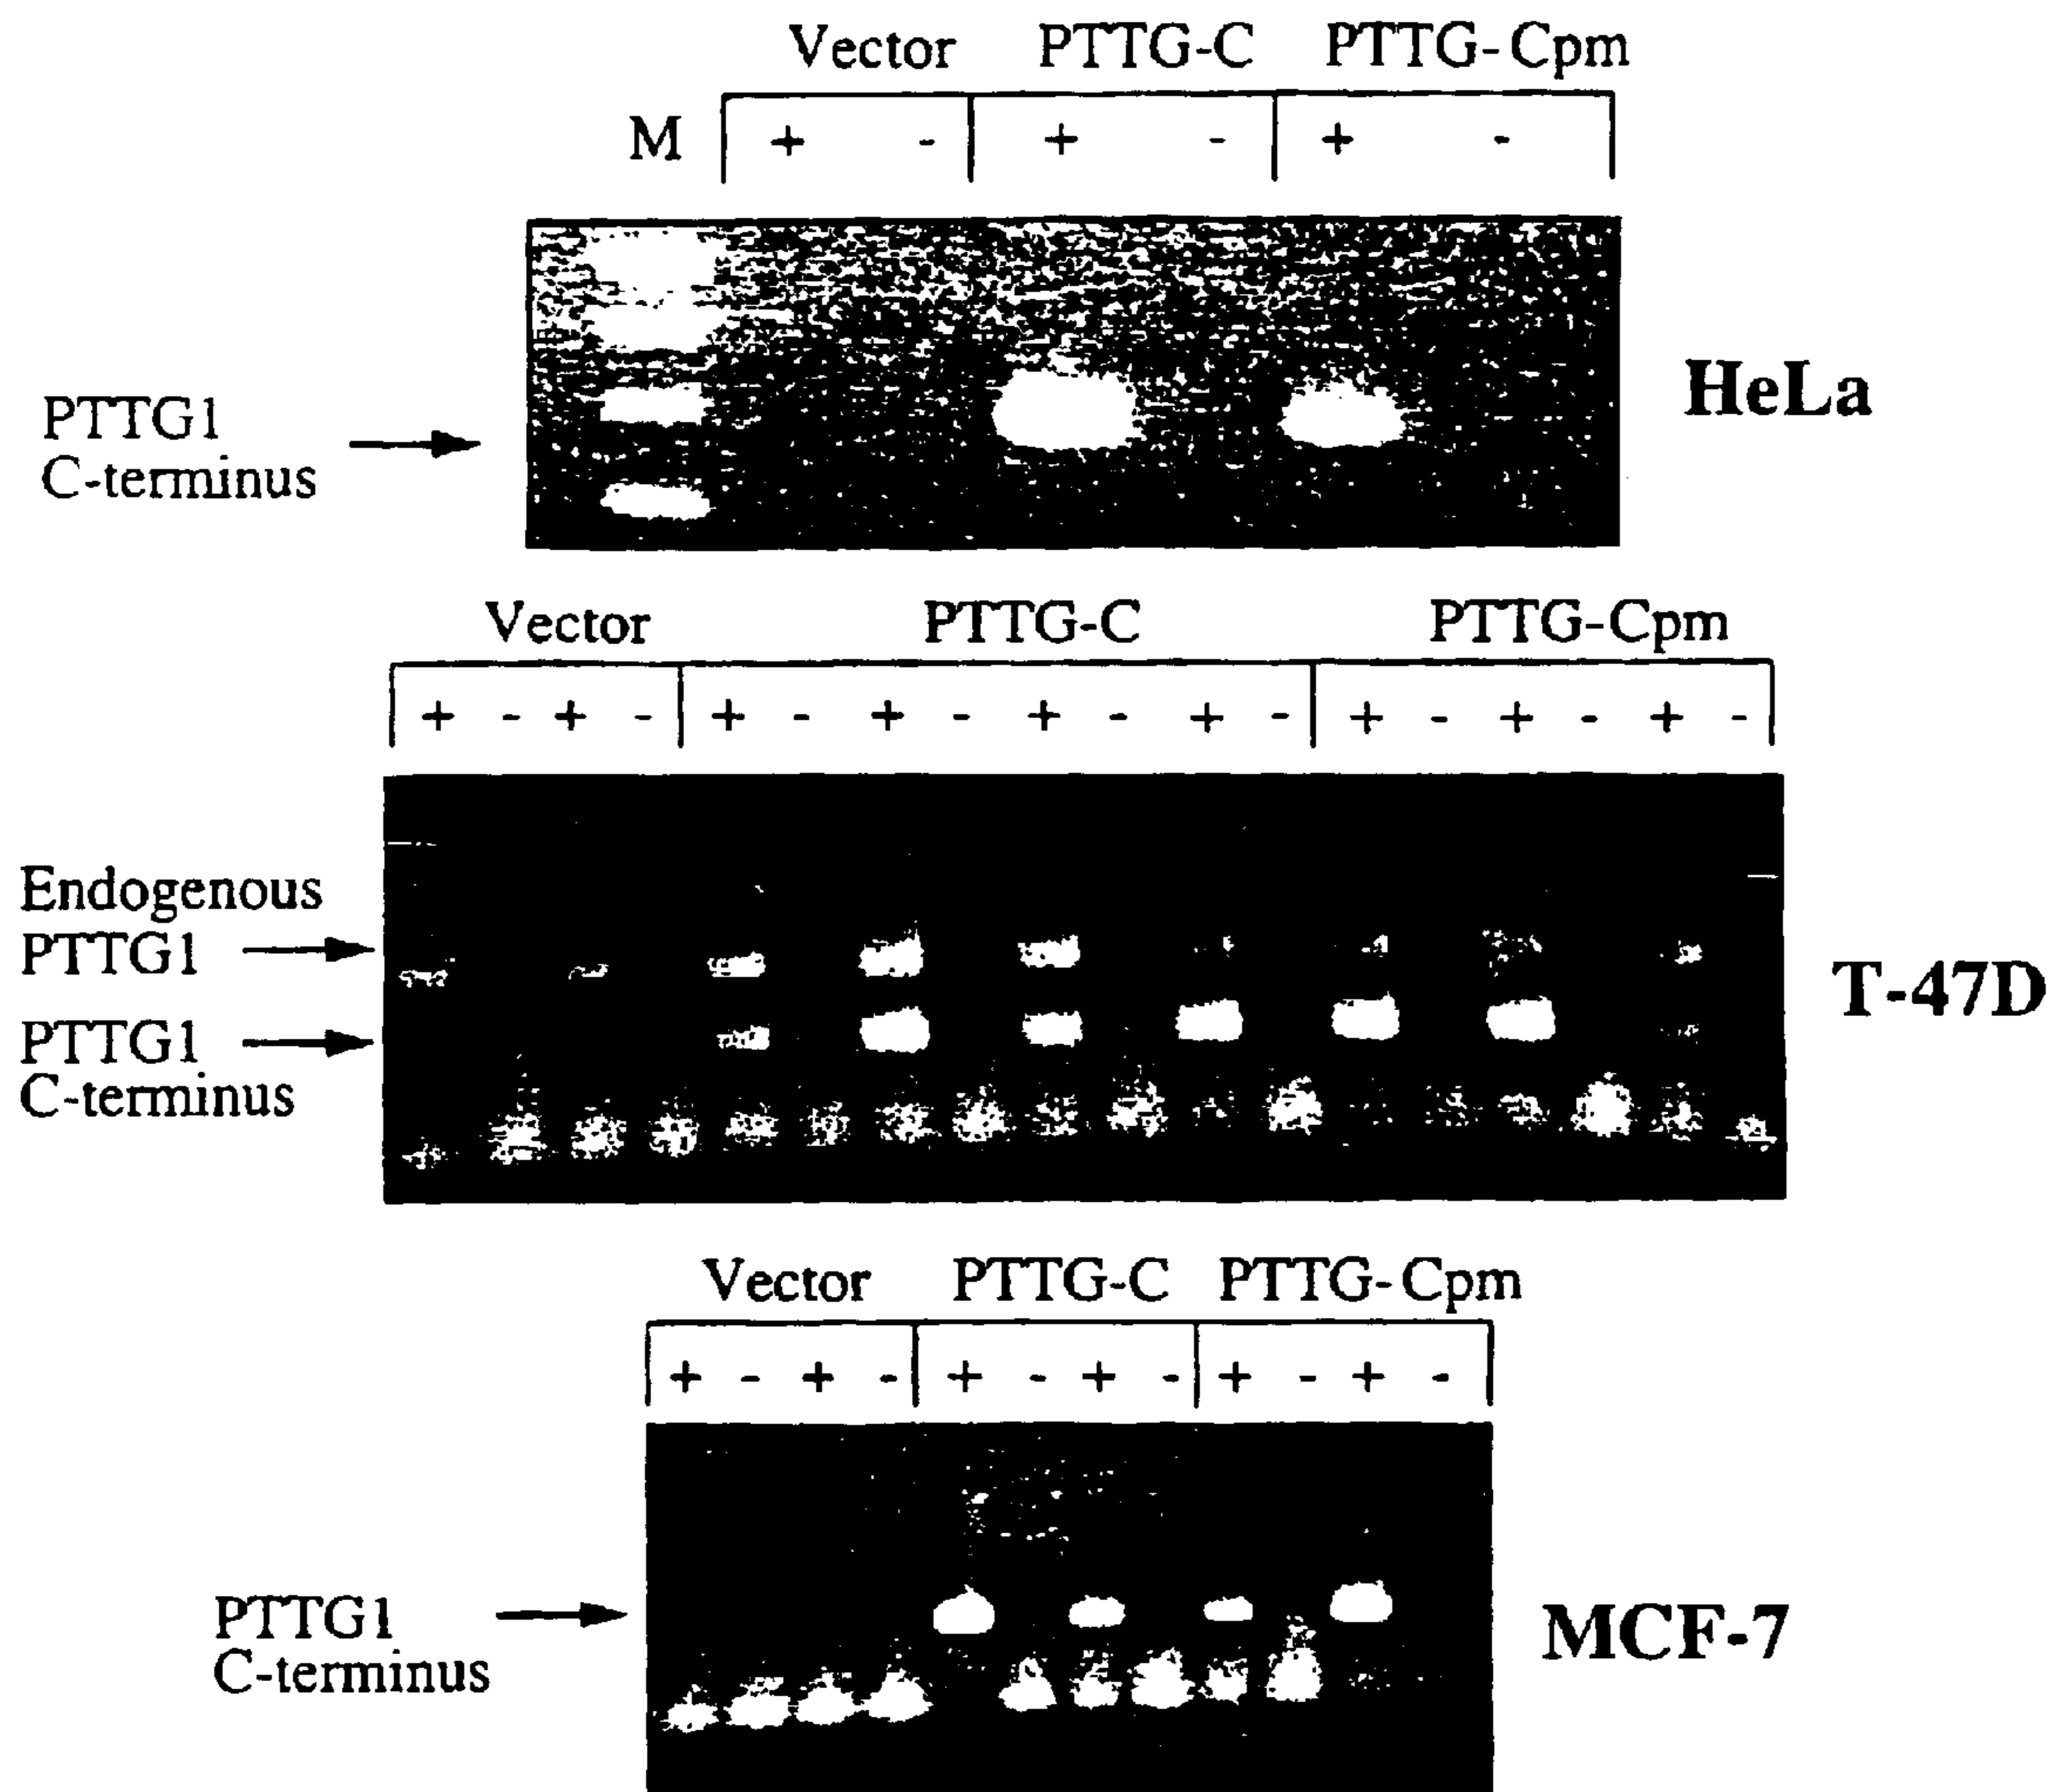 Vector PTTG-C PTTG-Cpm
M + - + - + -
PTTG1
C-terminus
HeLa
Vector PTTG-C PTTG-Cpm
+ - + - + - + - + - + - + - + - + -
Endogenous
PTTG1
PTTG1
C-terminus
T-47D
Vector PTTG-C PTTG-Cpm
+ - + - + - + - + - + -
PTTG1
C-terminus
MCF-7